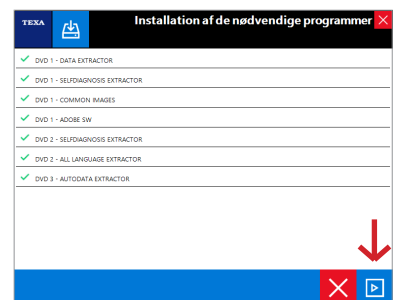 TEXA
Installation af de nødvendige programmer
DVD 1 - DATA EXTRACTOR
DVD 1 - SELFDIAGNOSIS EXTRACTOR
DVD 1 - COMMON IMAGES
DVD 1 - ADOBE SW
DVD 2 - SELFDIAGNOSIS EXTRACTOR
DVD 2 - ALL LANGUAGE EXTRACTOR
DVD 3 - AUTODATA EXTRACTOR